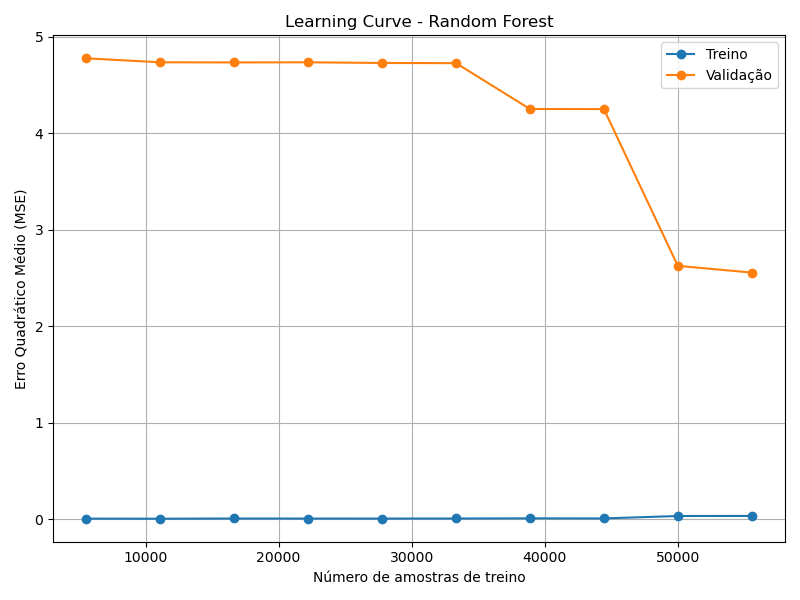 Learning Curve - Random Forest
Treino
Validação
Erro Quadrático Médio (MSE)
5
4
3
2
1
0
10000
20000
30000
40000
50000
Número de amostras de treino